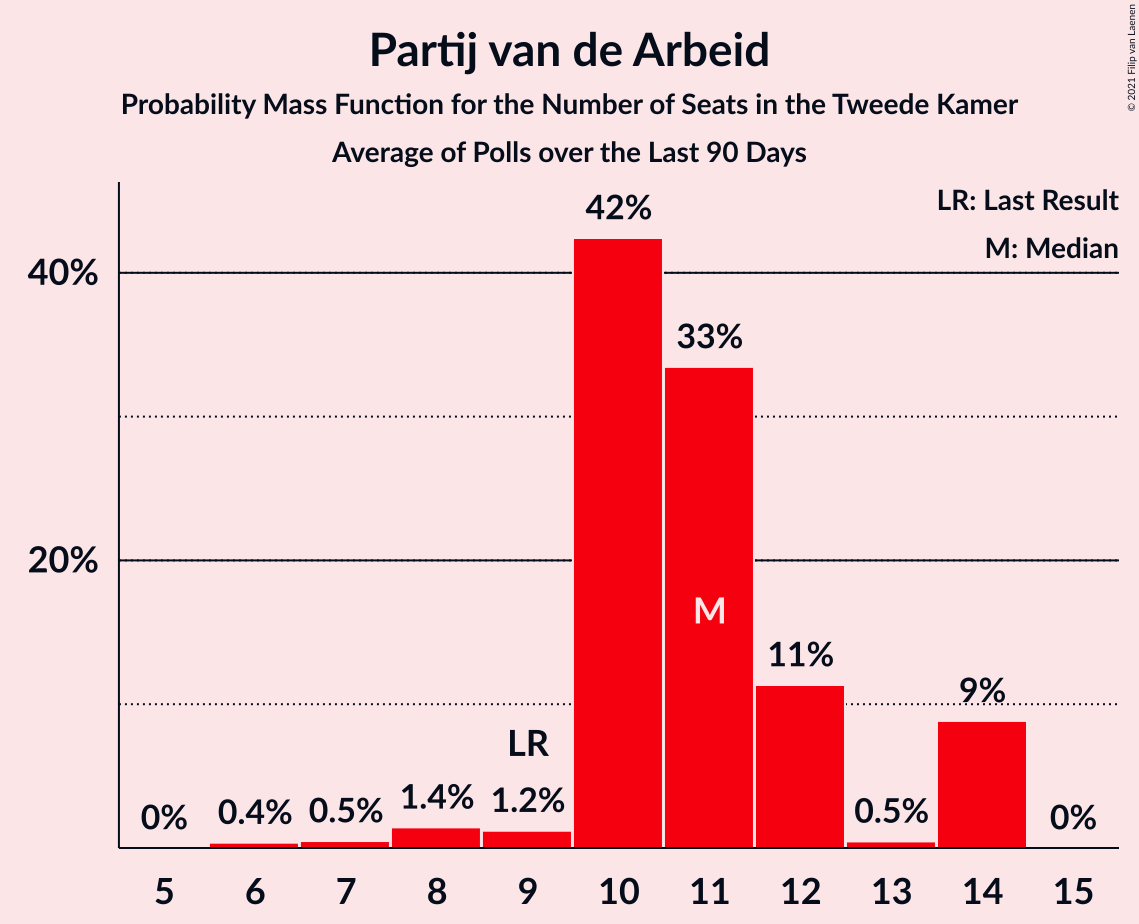 Partij van de Arbeid
Probability Mass Function for the Number of Seats in the Tweede Kamer
Average of Polls over the Last 90 Days
© 2021 Filip van Laenen
LR: Last Result
M: Median
40%
20%
0%
0.4%
0.5%
1.4%
1.2%
LR
42%
33%
M
11%
0.5%
9%
0%
5 6 7 8 9 10 11 12 13 14 15